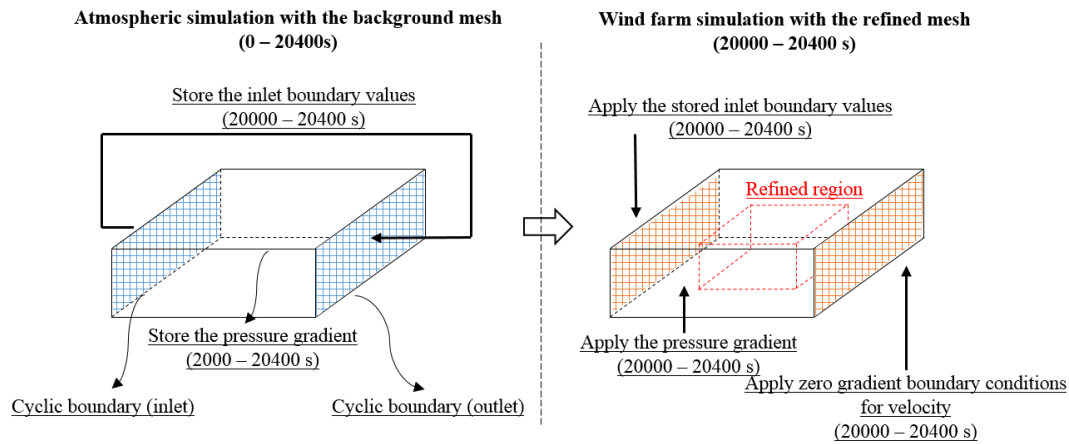 Atmospheric simulation with the background mesh
(0 – 20400s)
Store the inlet boundary values
(20000 – 20400 s)
Store the pressure gradient
(2000 – 20400 s)
Cyclic boundary (inlet)
Cyclic boundary (outlet)
Wind farm simulation with the refined mesh
(20000 – 20400 s)
Apply the stored inlet boundary values
(20000 – 20400 s)
Refined region
Apply the pressure gradient
(20000 – 20400 s)
Apply zero gradient boundary conditions
for velocity
(20000 – 20400 s)